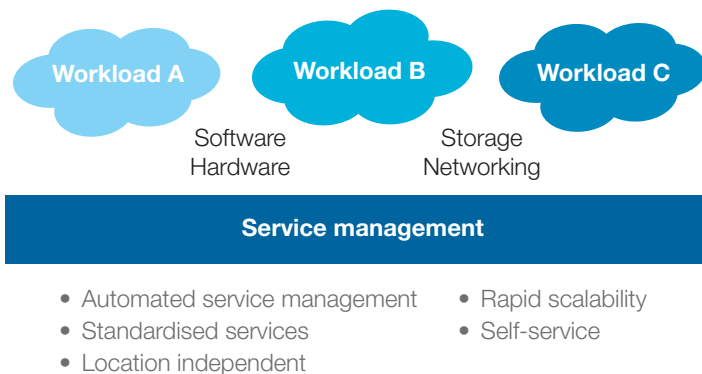 Workload A
Workload B
Workload C
Software
Hardware
Storage
Networking
Service management
• Automated service management
• Standardised services
• Location independent
• Rapid scalability
• Self-service